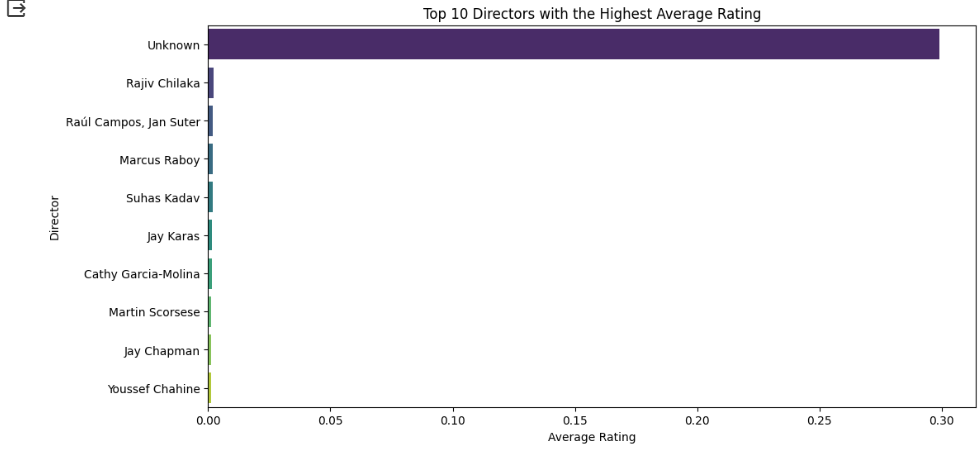 Top 10 Directors with the Highest Average Rating
Unknown
Rajiv Chilaka
Raúl Campos, Jan Suter
Marcus Raboy
Suhas Kadav
Jay Karas
Cathy Garcia-Molina
Martin Scorsese
Jay Chapman
Youssef Chahine
Director
0.00 0.05 0.10 0.15 0.20 0.25 0.30
Average Rating